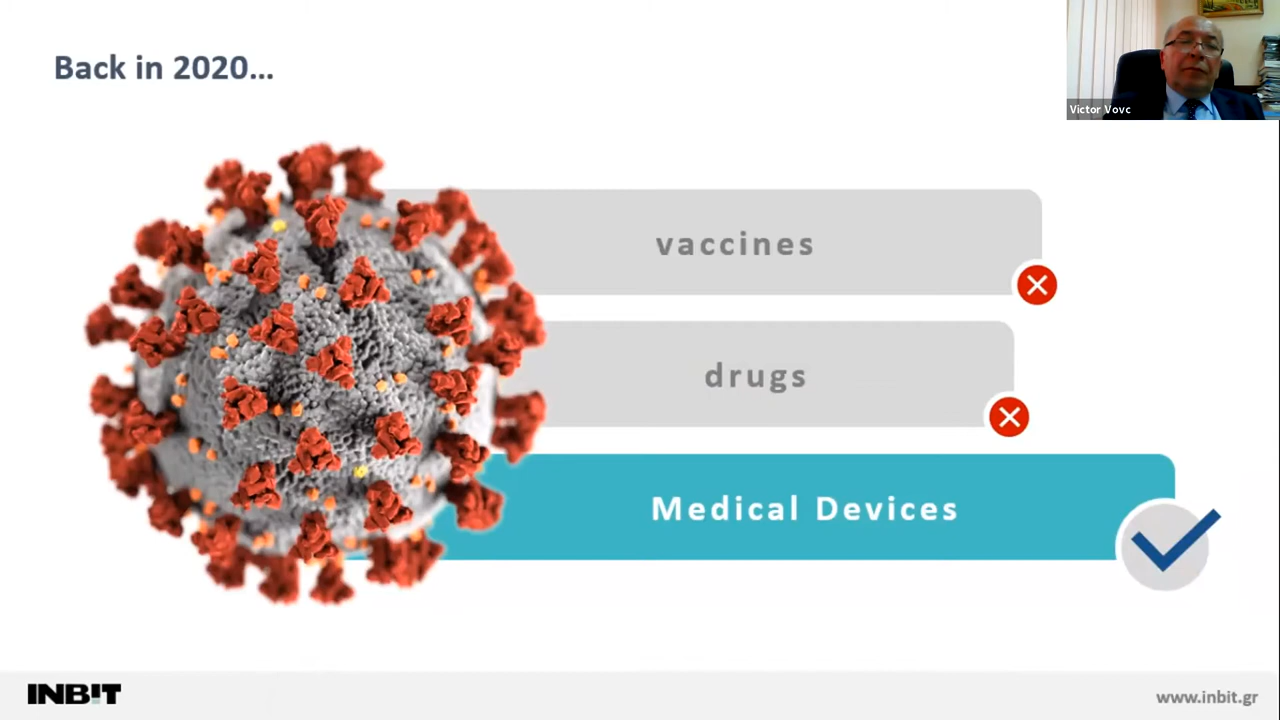 Back in 2020...
Victor Vovc
vaccines
drugs
Medical Devices
INBIT
www.inbit.gr